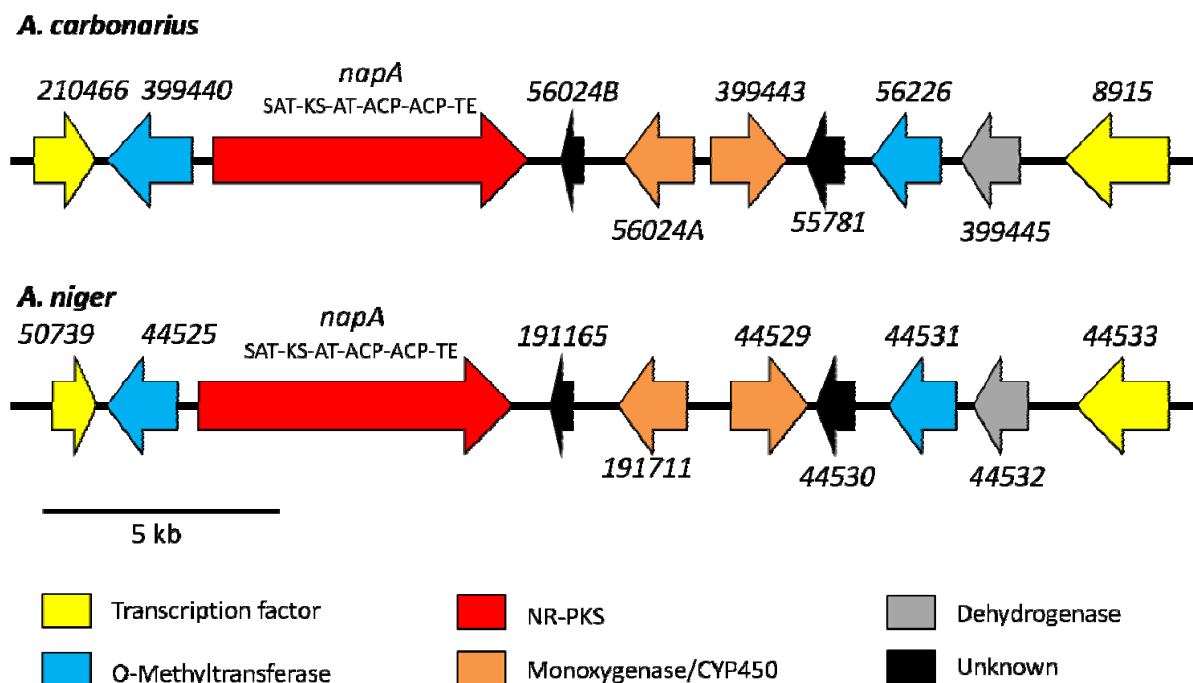 A. carbonarius
napA
210466 399440 56024B 399443 56226 8915
SAT-KS-AT-ACP-ACP-TE
56024A 55781 399445
A. niger
napA
50739 44525 191165 44529 44531 44533
SAT-KS-AT-ACP-ACP-TE
191711 44530 44532
5 kb
Transcription factor NR-PKS Dehydrogenase
O-Methyltransferase Monoxygenase/CYP450 Unknown